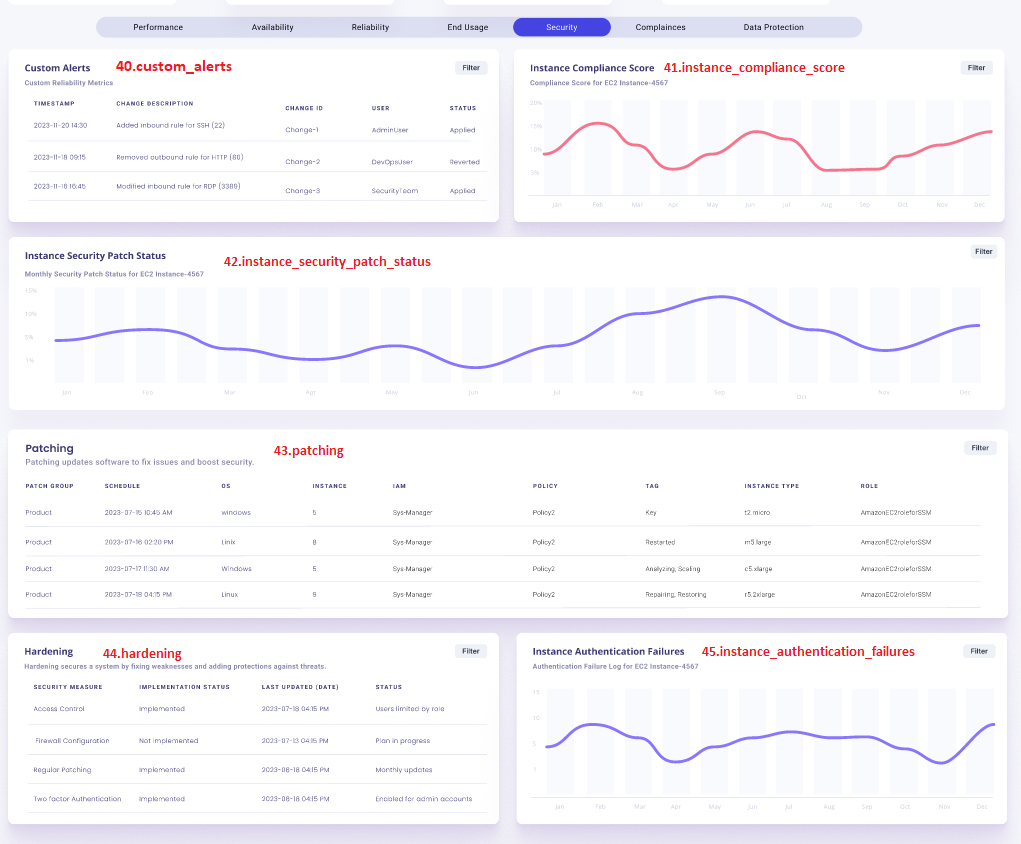 Performance Availability Reliability End Usage Security Complainces Data Protection
Custom Alerts 40.custom_alerts Filter
Custom Reliability Metrics
TIMESTAMP CHANGE DESCRIPTION CHANGE ID USER STATUS
2023-11-20 14:30 Added inbound rule for SSH (22) Change-1 AdminUser Applied
2023-11-18 09:15 Removed outbound rule for HTTP (80) Change-2 DevOpsUser Reverted
2023-11-16 16:45 Modified inbound rule for RDP (3389) Change-3 SecurityTeam Applied
Instance Compliance Score 41.instance_compliance_score Filter
Compliance Score for EC2 Instance-4567
20%
15%
10%
5%
Jan Feb Mar Apr May Jun Jul Aug Sep Oct Nov Dec
Instance Security Patch Status 42.instance_security_patch_status Filter
Monthly Security Patch Status for EC2 Instance-4567
15%
10%
5%
1%
Jan Feb Mar Apr May Jun Jul Aug Sep Oct Nov Dec
Patching 43.patching Filter
Patching updates software to fix issues and boost security.
PATCH GROUP SCHEDULE OS INSTANCE IAM POLICY TAG INSTANCE TYPE ROLE
Product 2023-07-15 10:45 AM windows 5 Sys-Manager Policy2 Key t2.micro AmazonEC2roleforSSM
Product 2023-07-16 02:20 PM Linix 8 Sys-Manager Policy2 Restarted m5.large AmazonEC2roleforSSM
Product 2023-07-17 11:30 AM Windows 5 Sys-Manager Policy2 Analyzing, Scaling c5.xlarge AmazonEC2roleforSSM
Product 2023-07-18 04:15 PM Linux 9 Sys-Manager Policy2 Repairing, Restoring r5.2xlarge AmazonEC2roleforSSM
Hardening 44.hardening Filter
Hardening secures a system by fixing weaknesses and adding protections against threats.
SECURITY MEASURE IMPLEMENTATION STATUS LAST UPDATED (DATE) STATUS
Access Control Implemented 2023-07-18 04:15 PM Users limited by role
Firewall Configuration Not Implemented 2023-07-13 04:15 PM Plan in progress
Regular Patching Implemented 2023-08-18 04:15 PM Monthly updates
Two factor Authentication Implemented 2023-08-18 04:15 PM Enabled for admin accounts
Instance Authentication Failures 45.instance_authentication_failures Filter
Authentication Failure Log for EC2 Instance-4567
15
10
5
1
Jan Feb Mar Apr May Jun Jul Aug Sep Oct Nov Dec